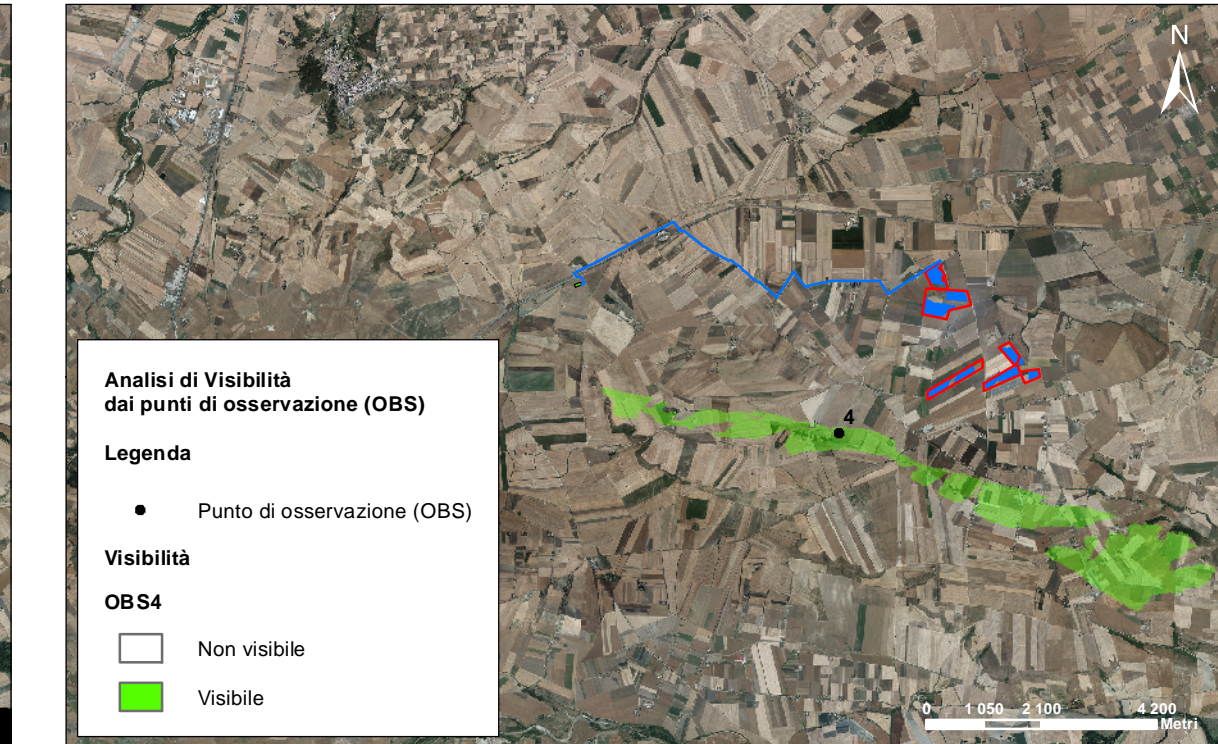 N
4
Analisi di Visibilità
dai punti di osservazione (OBS)
Legenda
Punto di osservazione (OBS)
Visibilità
OBS4
Non visibile
Visibile
0 1 050 2 100 4 200
Metri